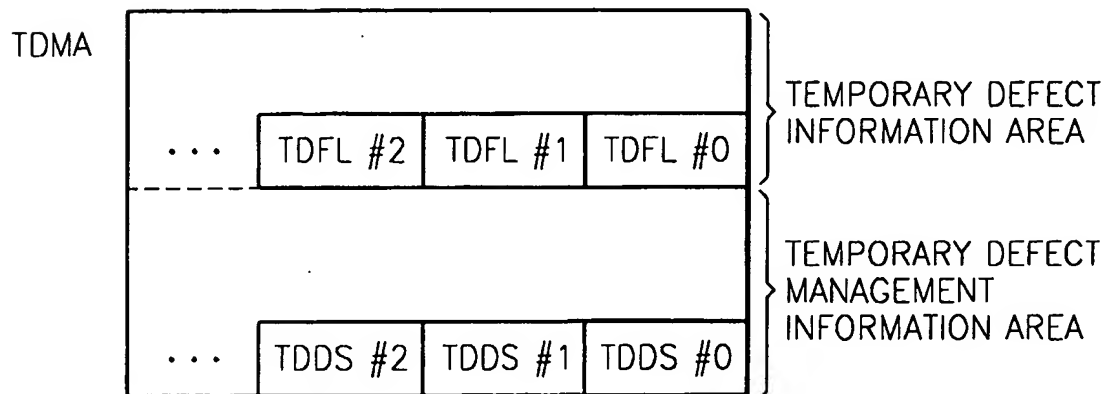 TDMA
TEMPORARY DEFECT
INFORMATION AREA
... TDFL #2 TDFL #1 TDFL #0
TEMPORARY DEFECT
MANAGEMENT
INFORMATION AREA
... TDDS #2 TDDS #1 TDDS #0